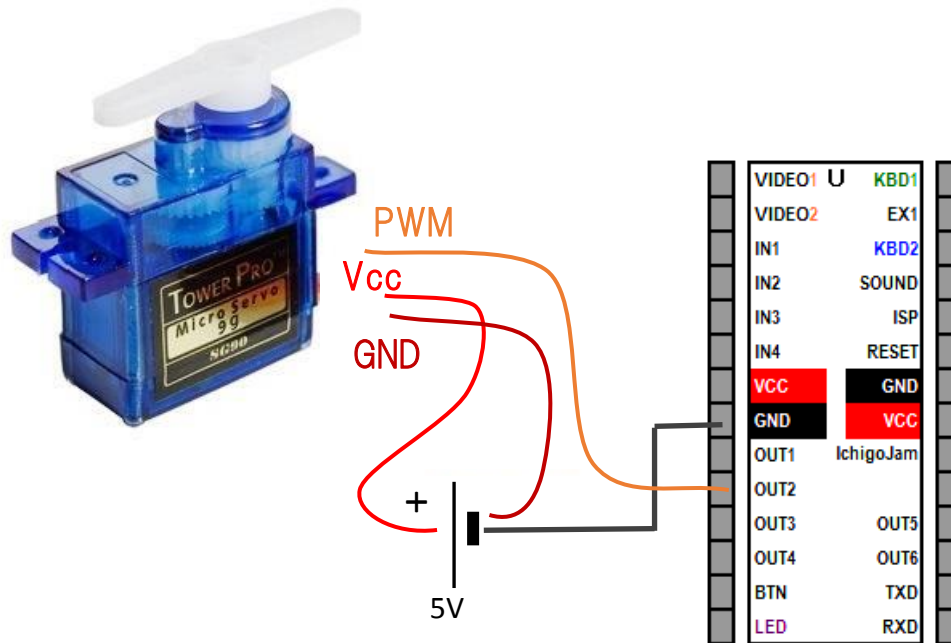 PWM
Vcc
GND
TOWER PRO
Micro Servo
9g
SG90
+
5V
VIDEO1 U KBD1
VIDEO2 EX1
IN1 KBD2
IN2 SOUND
IN3 ISP
IN4 RESET
VCC GND
GND VCC
OUT1 IchigoJam
OUT2
OUT3 OUT5
OUT4 OUT6
BTN TXD
LED RXD